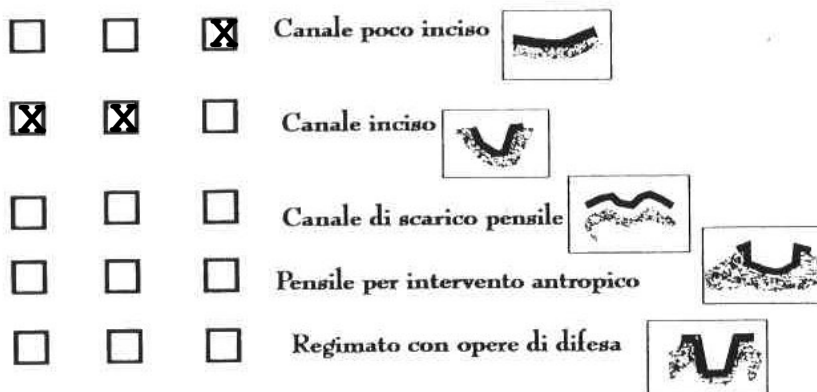 X Canale poco inciso
X X Canale inciso
Canale di scarico pensile
Pensile per intervento antropico
Regimato con opere di difesa